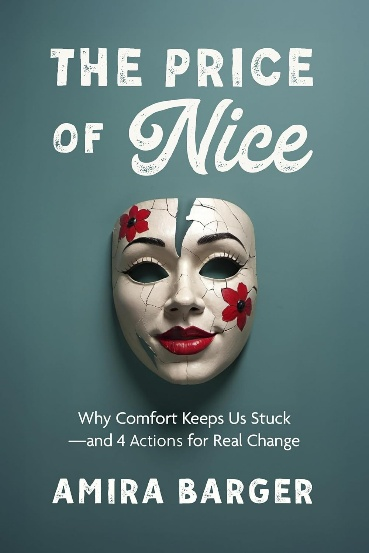 THE PRICE
OF Nice
Why Comfort Keeps Us Stuck
—and 4 Actions for Real Change
AMIRA BARGER